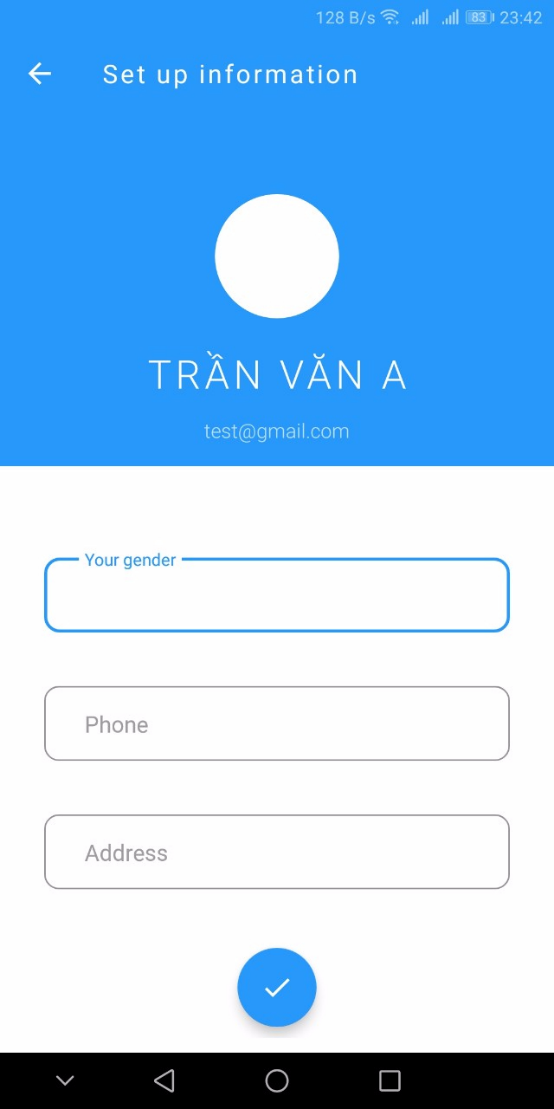 128 B/s 83 23:42
Set up information
TRẦN VĂN A
test@gmail.com
Your gender
Phone
Address